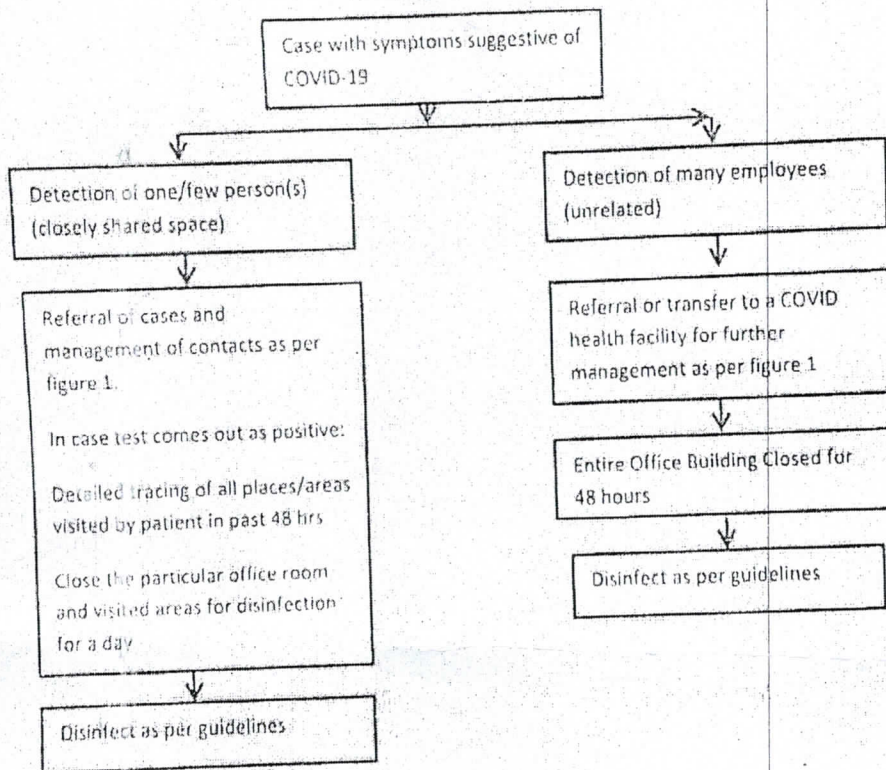 Case with symptoms suggestive of
COVID-19
Detection of one/few person(s)
(closely shared space)
Referral of cases and
management of contacts as per
figure 1.
In case test comes out as positive:
Detailed tracing of all places/areas
visited by patient in past 48 hrs
Close the particular office room
and visited areas for disinfection
for a day
Disinfect as per guidelines
Detection of many employees
(unrelated)
Referral or transfer to a COVID
health facility for further
management as per figure 1
Entire Office Building Closed for
48 hours
Disinfect as per guidelines